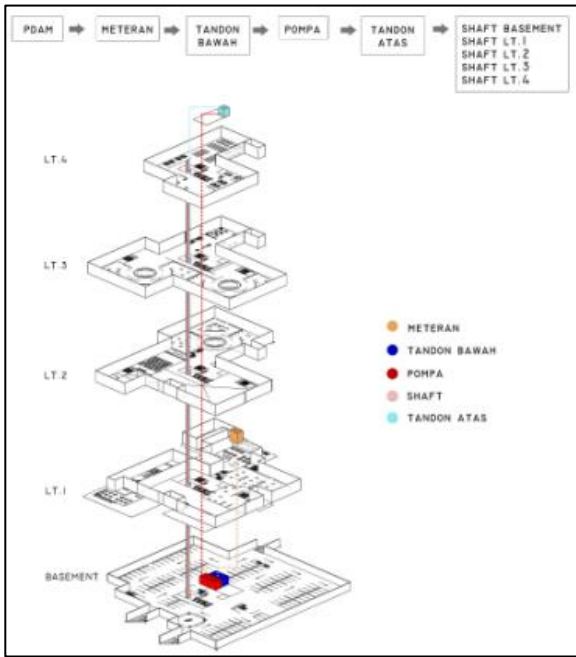 PDAM
METERAN
TANDON
BAWAH
POMPA
TANDON
ATAS
SHAFT BASEMENT
SHAFT LT.1
SHAFT LT.2
SHAFT LT.3
SHAFT LT.4
LT.4
LT.3
LT.2
LT.1
BASEMENT
METERAN
TANDON BAWAH
POMPA
SHAFT
TANDON ATAS